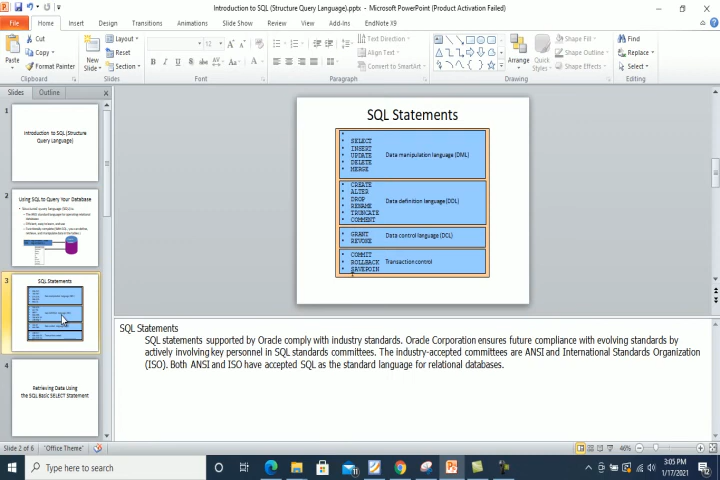 Introduction to SQL (Structure Query Language).pptx - PowerPoint (Product Activation Failed)
File
Home
Insert
Design
Transitions
Animations
Slide Show
Review
View
Add-Ins
EndNote X9
Paste
Cut
Copy
Format Painter
Clipboard
New
Slide
Layout
Reset
Section
Slides
Font
Text Direction
Align Text
Convert to SmartArt
Paragraph
Arrange
Quick
Styles
Shape Fill
Shape Outline
Shape Effects
Drawing
Find
Replace
Select
Editing
Slides
Outline
1
Introduction to SQL (Structure
Query Language)
2
Using SQL to Query Your Database
3
SQL Statements
4
Retrieving Data Using
the SQL Basic SELECT Statement
SQL Statements
SELECT
INSERT
UPDATE
DELETE
MERGE
Data manipulation language (DML)
CREATE
ALTER
DROP
RENAME
TRUNCATE
COMMENT
Data definition language (DDL)
GRANT
REVOKE
Data control language (DCL)
COMMIT
ROLLBACK
SAVEPOIN
Transaction control
SQL Statements
SQL statements supported by Oracle comply with industry standards. Oracle Corporation ensures future compliance with evolving standards by
actively involving key personnel in SQL standards committees. The industry-accepted committees are ANSI and International Standards Organization
(ISO). Both ANSI and ISO have accepted SQL as the standard language for relational databases.
Slide 2 of 6
"Office Theme"
46%
Type here to search
3:05 PM
1/17/2021